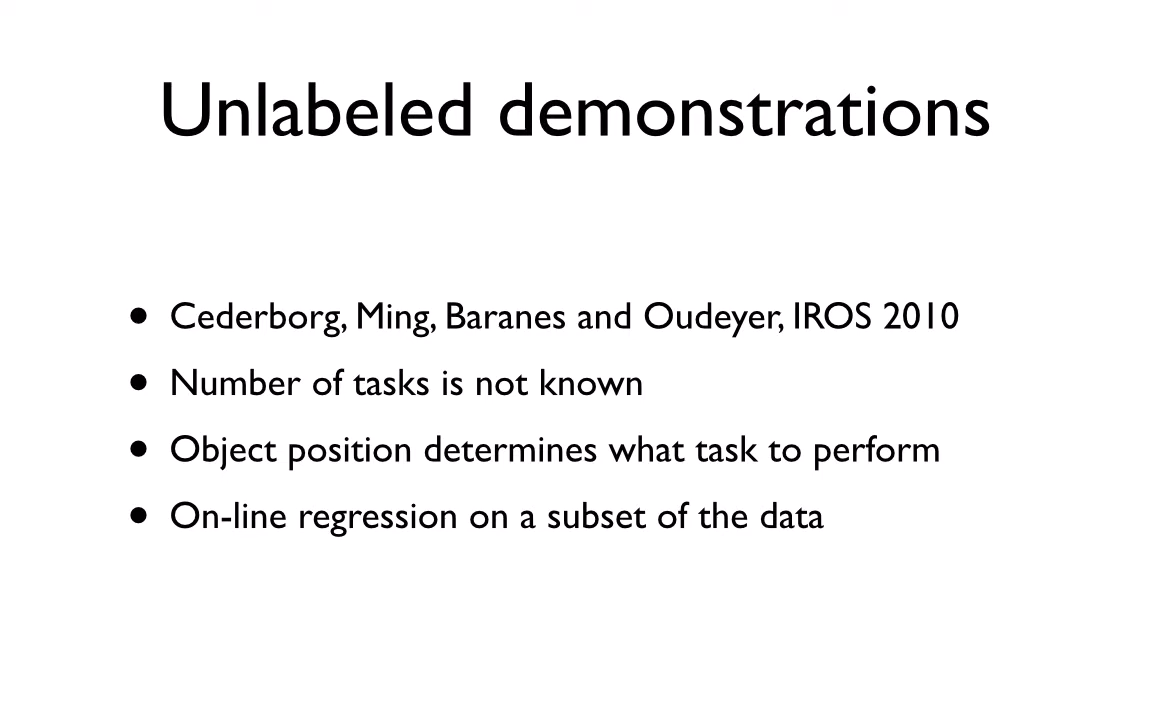 Unlabeled demonstrations
• Cederborg, Ming, Baranes and Oudeyer, IROS 2010
• Number of tasks is not known
• Object position determines what task to perform
• On-line regression on a subset of the data